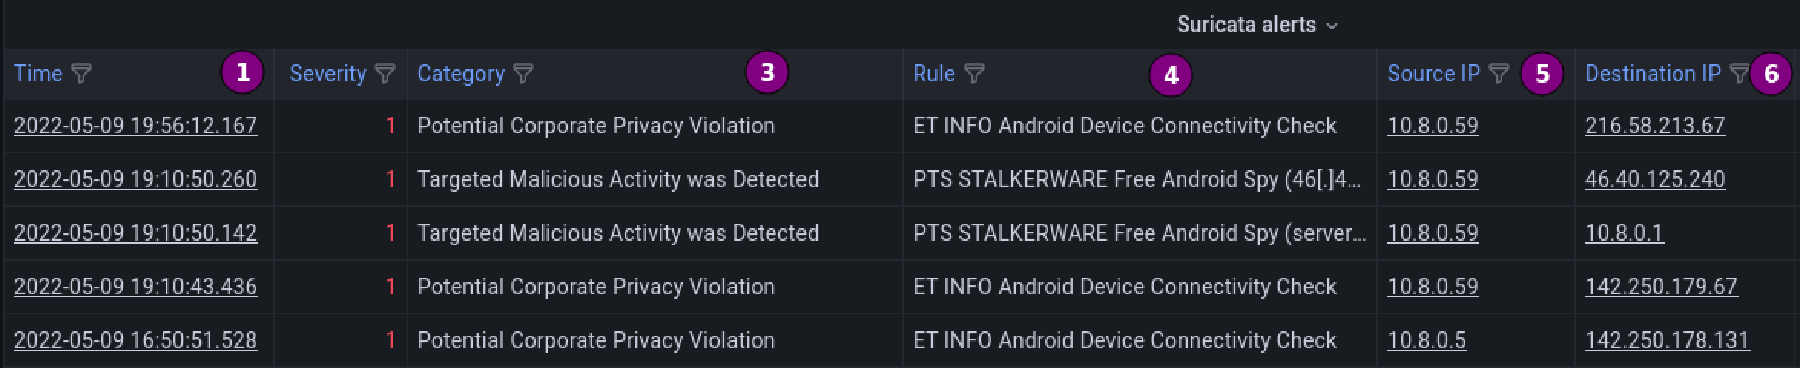 Suricata alerts
Time 1 Severity Category 3 Rule 4 Source IP 5 Destination IP 6
2022-05-09 19:56:12.167 1 Potential Corporate Privacy Violation ET INFO Android Device Connectivity Check 10.8.0.59 216.58.213.67
2022-05-09 19:10:50.260 1 Targeted Malicious Activity was Detected PTS STALKERWARE Free Android Spy (46[.]4... 10.8.0.59 46.40.125.240
2022-05-09 19:10:50.142 1 Targeted Malicious Activity was Detected PTS STALKERWARE Free Android Spy (server... 10.8.0.59 10.8.0.1
2022-05-09 19:10:43.436 1 Potential Corporate Privacy Violation ET INFO Android Device Connectivity Check 10.8.0.59 142.250.179.67
2022-05-09 16:50:51.528 1 Potential Corporate Privacy Violation ET INFO Android Device Connectivity Check 10.8.0.5 142.250.178.131